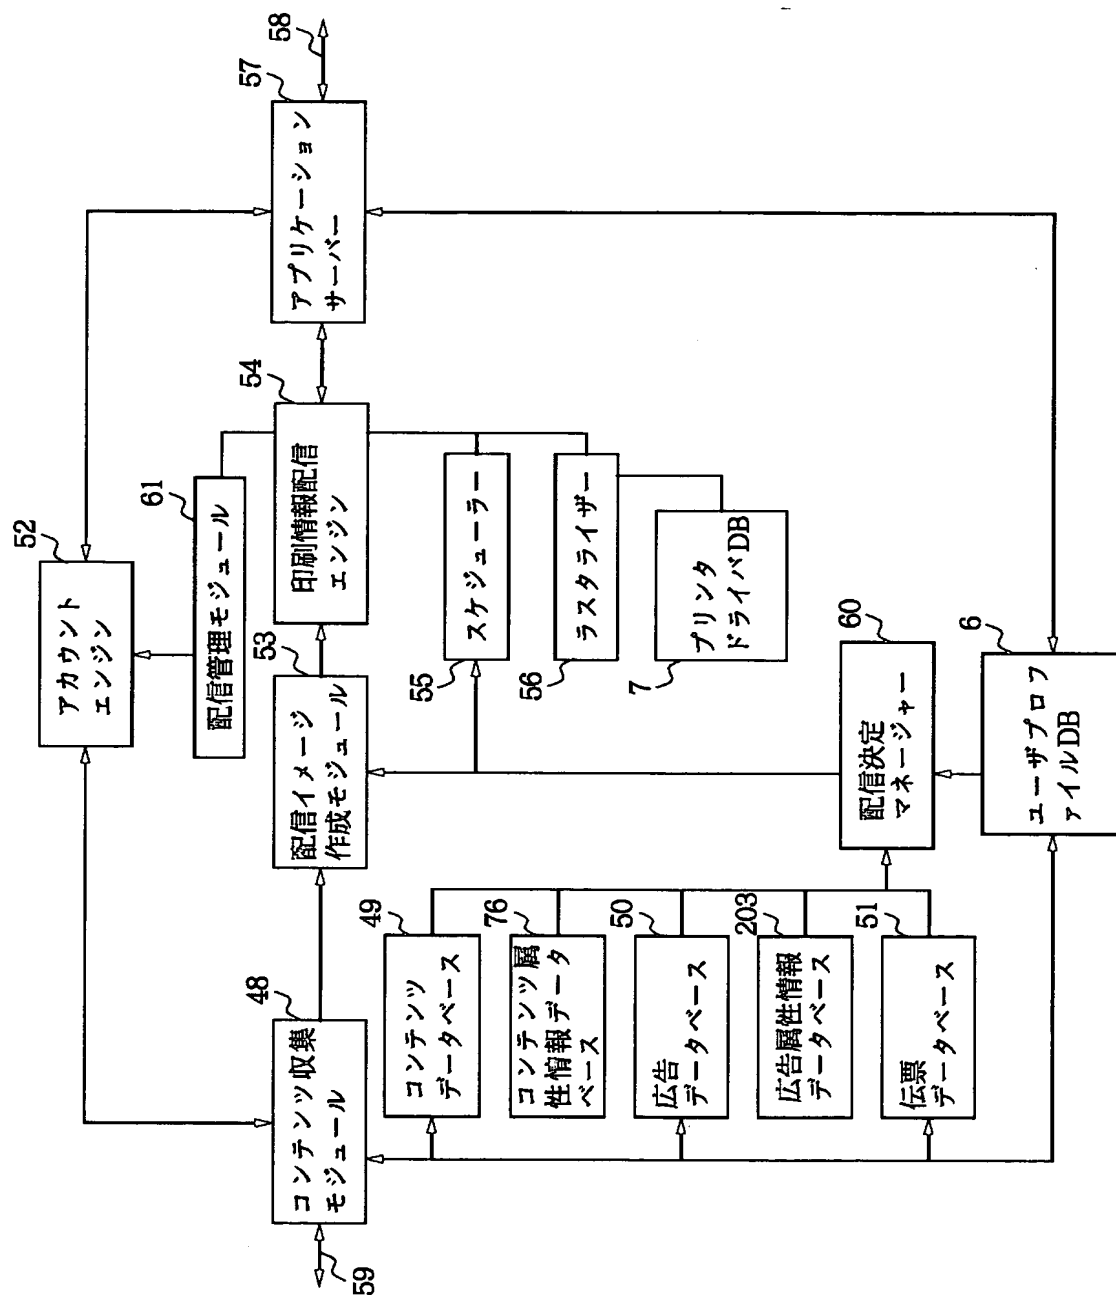 52
アカウント
エンジン
61
配信管理モジュール
59
48
コンテンツ収集
モジュール
53
配信イメージ
作成モジュール
54
印刷情報配信
エンジン
57
アプリケーション
サーバー
58
49
コンテンツ
データベース
76
コンテンツ属
性情報データ
ベース
50
広告
データベース
203
広告属性情報
データベース
51
伝票
データベース
55
スケジューラー
56
ラスタライザー
7
プリンタ
ドライバDB
60
配信決定
マネージャー
6
ユーザプロフ
ァイルDB